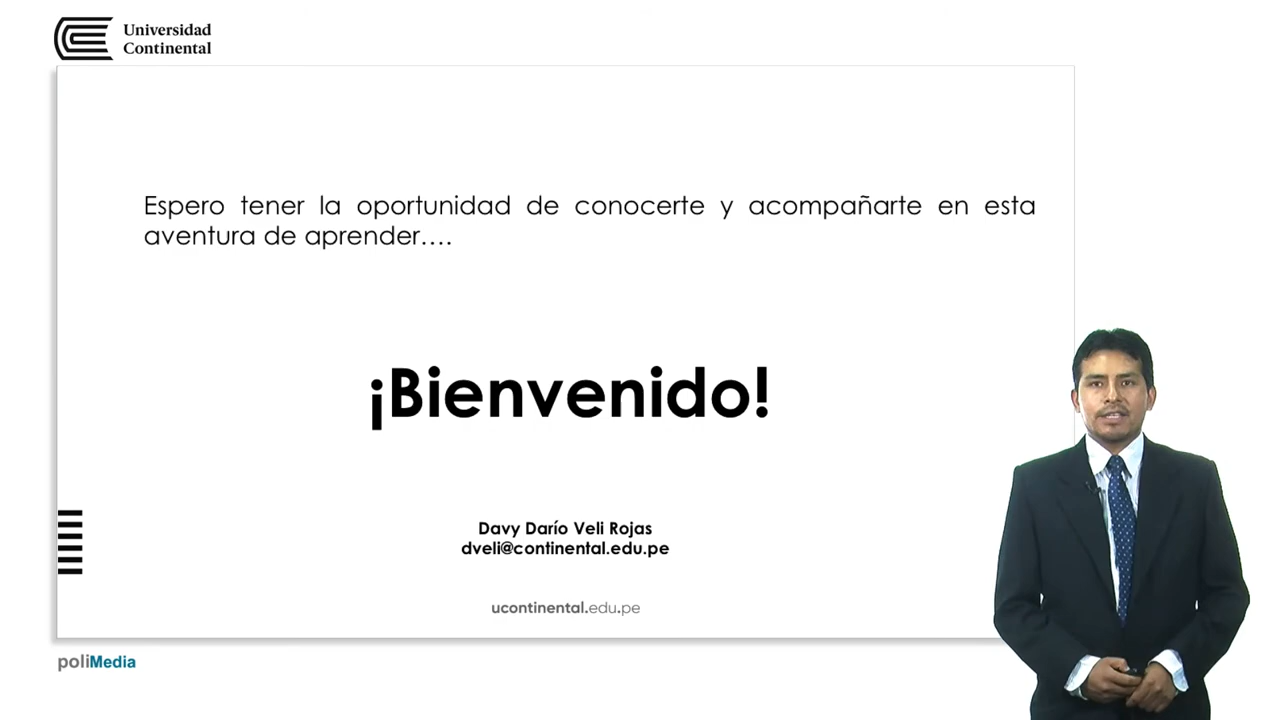 Universidad
Continental
Espero tener la oportunidad de conocerte y acompañarte en esta
aventura de aprender....
¡Bienvenido!
Davy Darío Veli Rojas
dveli@continental.edu.pe
ucontinental.edu.pe
poliMedia